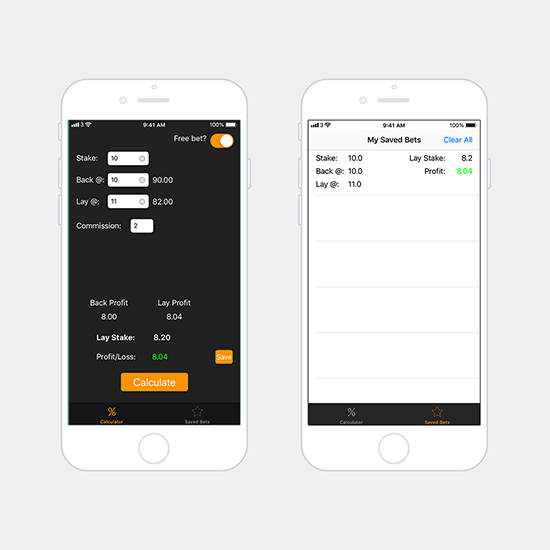 3 9:41 AM 100%
Free bet?
Stake: 10
Back @: 10 90.00
Lay @: 11 82.00
Commission: 2
Back Profit Lay Profit
8.00 8.04
Lay Stake: 8.20
Profit/Loss: 8.04 Save
Calculate
% Calculator Saved Bets
3 9:41 AM 100%
My Saved Bets Clear All
Stake: 10.0 Lay Stake: 8.2
Back @: 10.0 Profit: 8.04
Lay @: 11.0
% Calculator Saved Bets